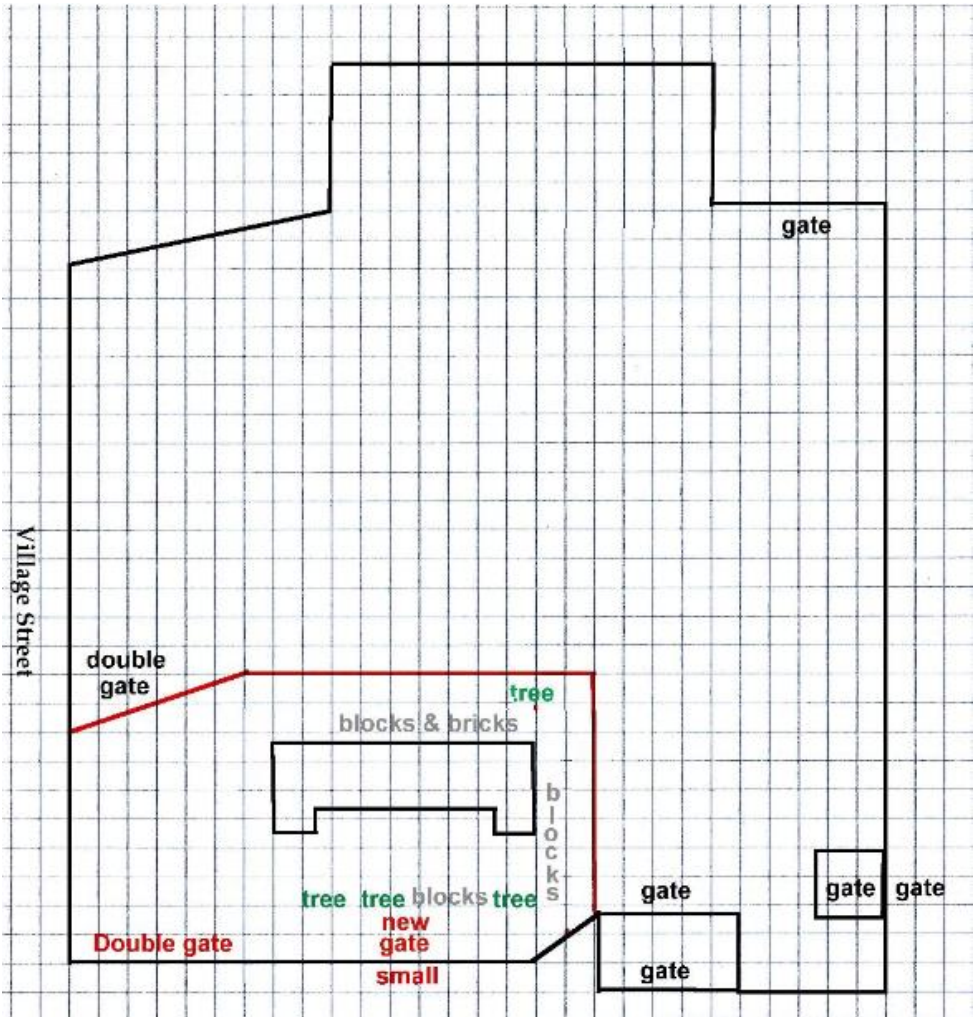 gate
Village Street
double
gate
tree
blocks & bricks
blocks
tree tree blocks tree
new
gate
Double gate
small
gate
gate
gate gate